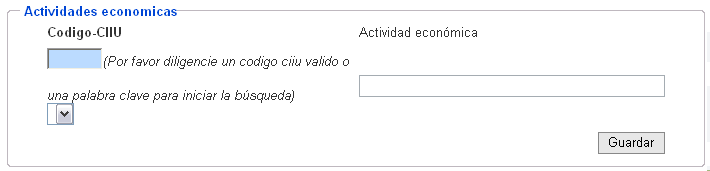 Actividades economicas
Codigo-CIIU
Actividad económica
(Por favor diligencie un codigo ciiu valido o
una palabra clave para iniciar la búsqueda)
Guardar